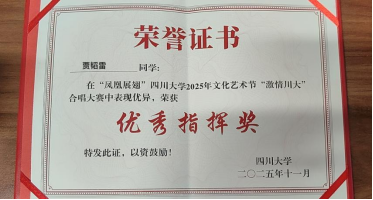 荣誉证书
贾韬雷 同学：
在“凤凰展翅”四川大学2025年文化艺术节“激情川大”
合唱大赛中表现优异，荣获
优秀指挥奖
特发此证，以资鼓励！
四川大学
二〇二五年十一月